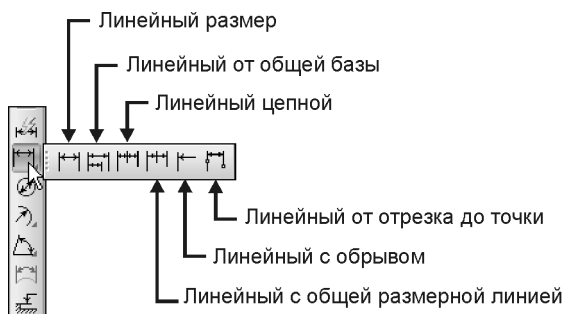 Линейный размер
Линейный от общей базы
Линейный цепной
Линейный от отрезка до точки
Линейный с обрывом
Линейный с общей размерной линией